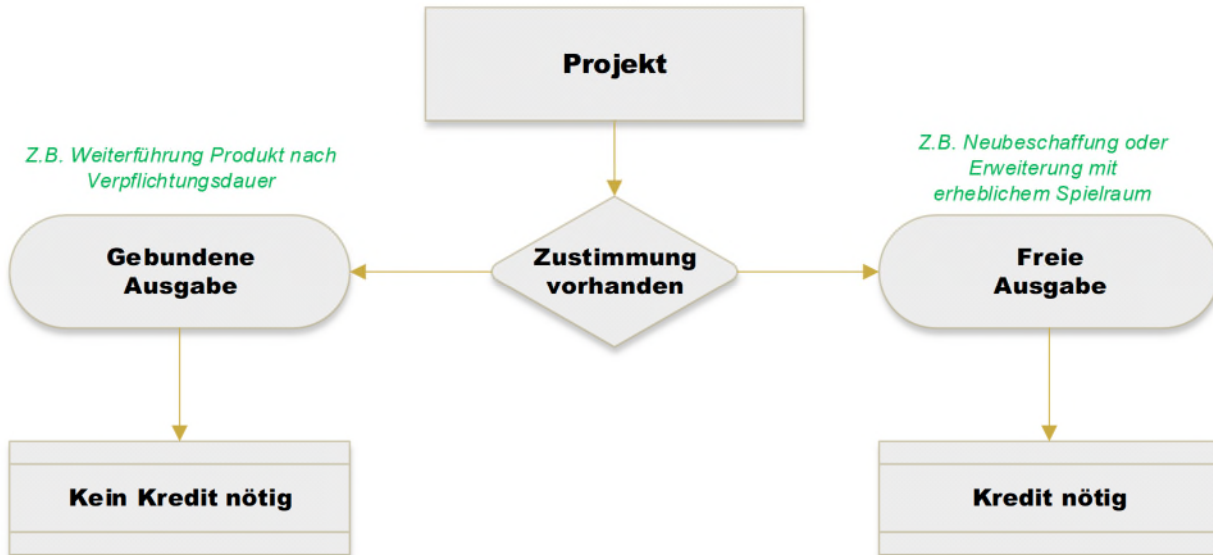 Projekt
Z.B. Weiterführung Produkt nach
Verpflichtungsdauer
Z.B. Neubeschaffung oder
Erweiterung mit
erheblichem Spielraum
Gebundene
Ausgabe
Zustimmung
vorhanden
Freie
Ausgabe
Kein Kredit nötig
Kredit nötig